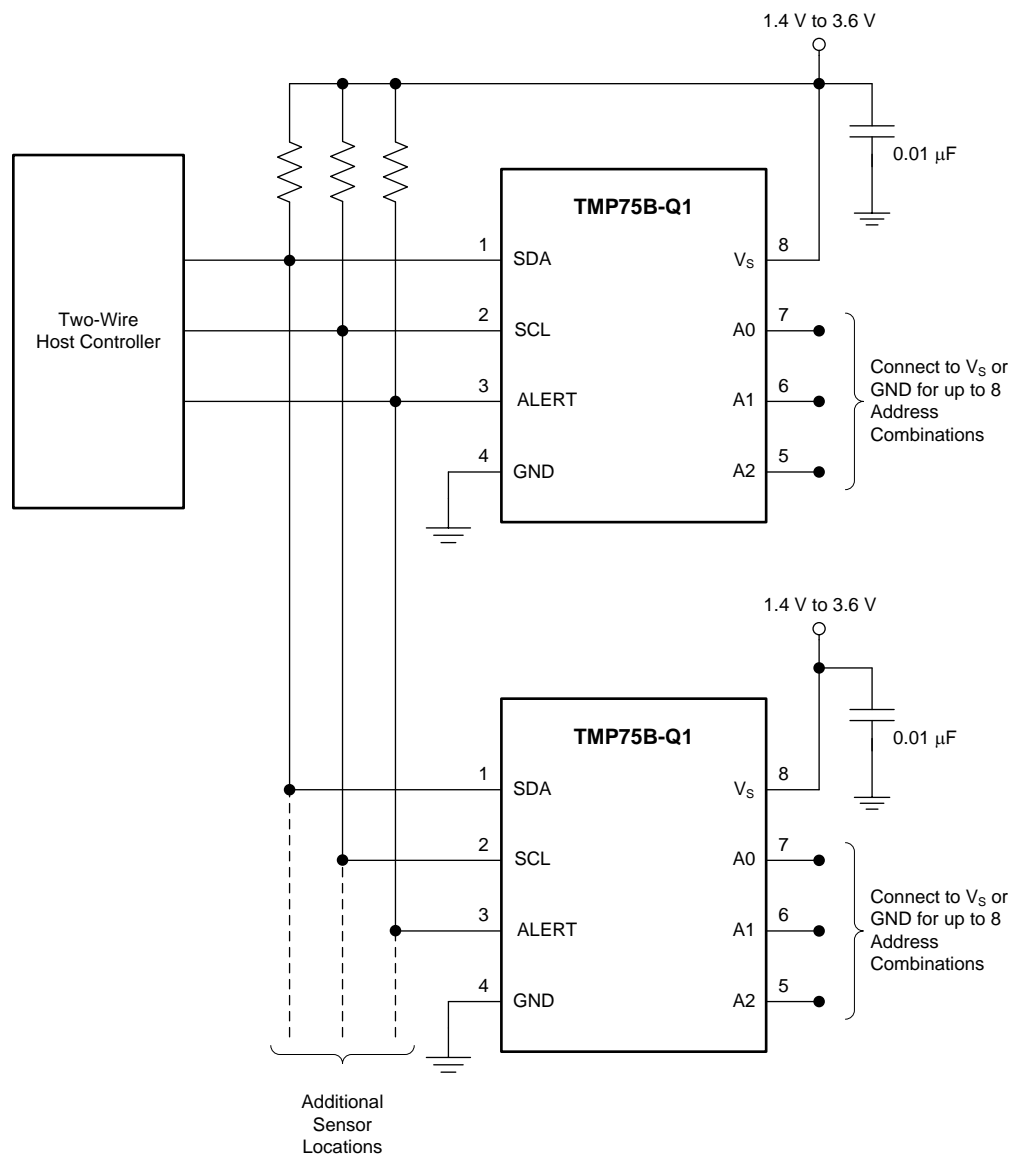 1.4 V to 3.6 V
0.01 μF
Two-Wire
Host Controller
TMP75B-Q1
1
SDA
2
SCL
3
ALERT
4
GND
8
VS
7
A0
6
A1
5
A2
Connect to VS or
GND for up to 8
Address
Combinations
1.4 V to 3.6 V
0.01 μF
TMP75B-Q1
1
SDA
2
SCL
3
ALERT
4
GND
8
VS
7
A0
6
A1
5
A2
Connect to VS or
GND for up to 8
Address
Combinations
Additional
Sensor
Locations